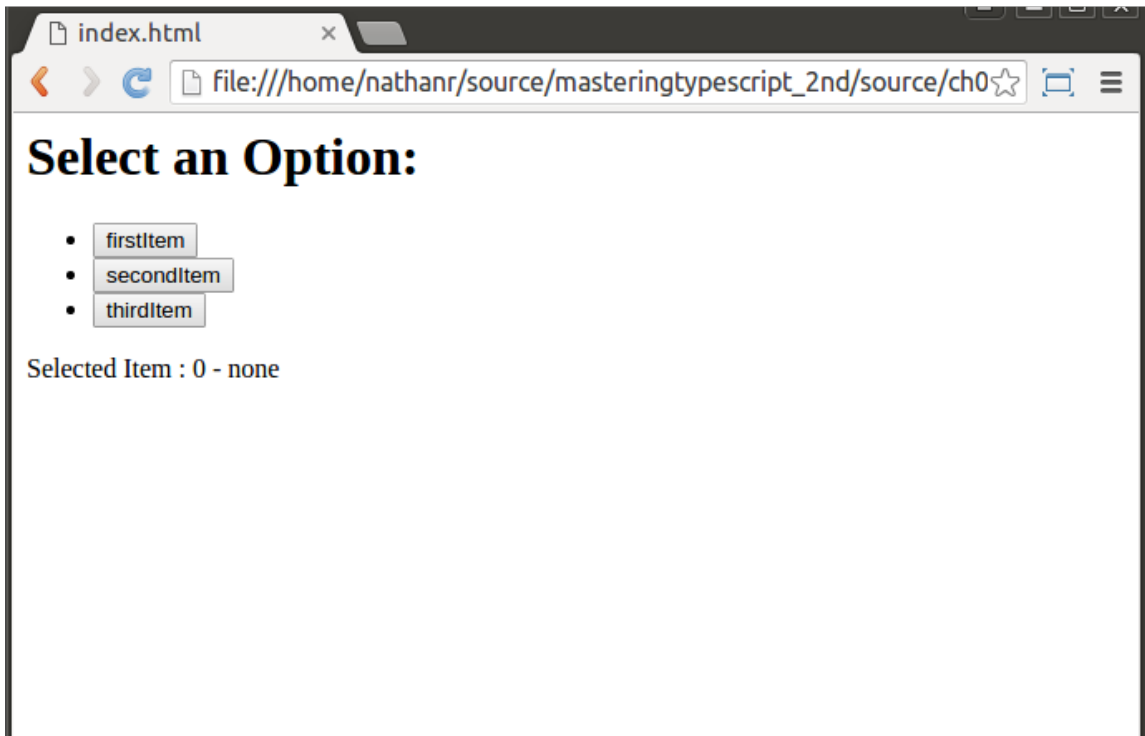 index.html
file:///home/nathanr/source/masteringtypescript_2nd/source/ch0
Select an Option:
firstItem
secondItem
thirdItem
Selected Item : 0 - none